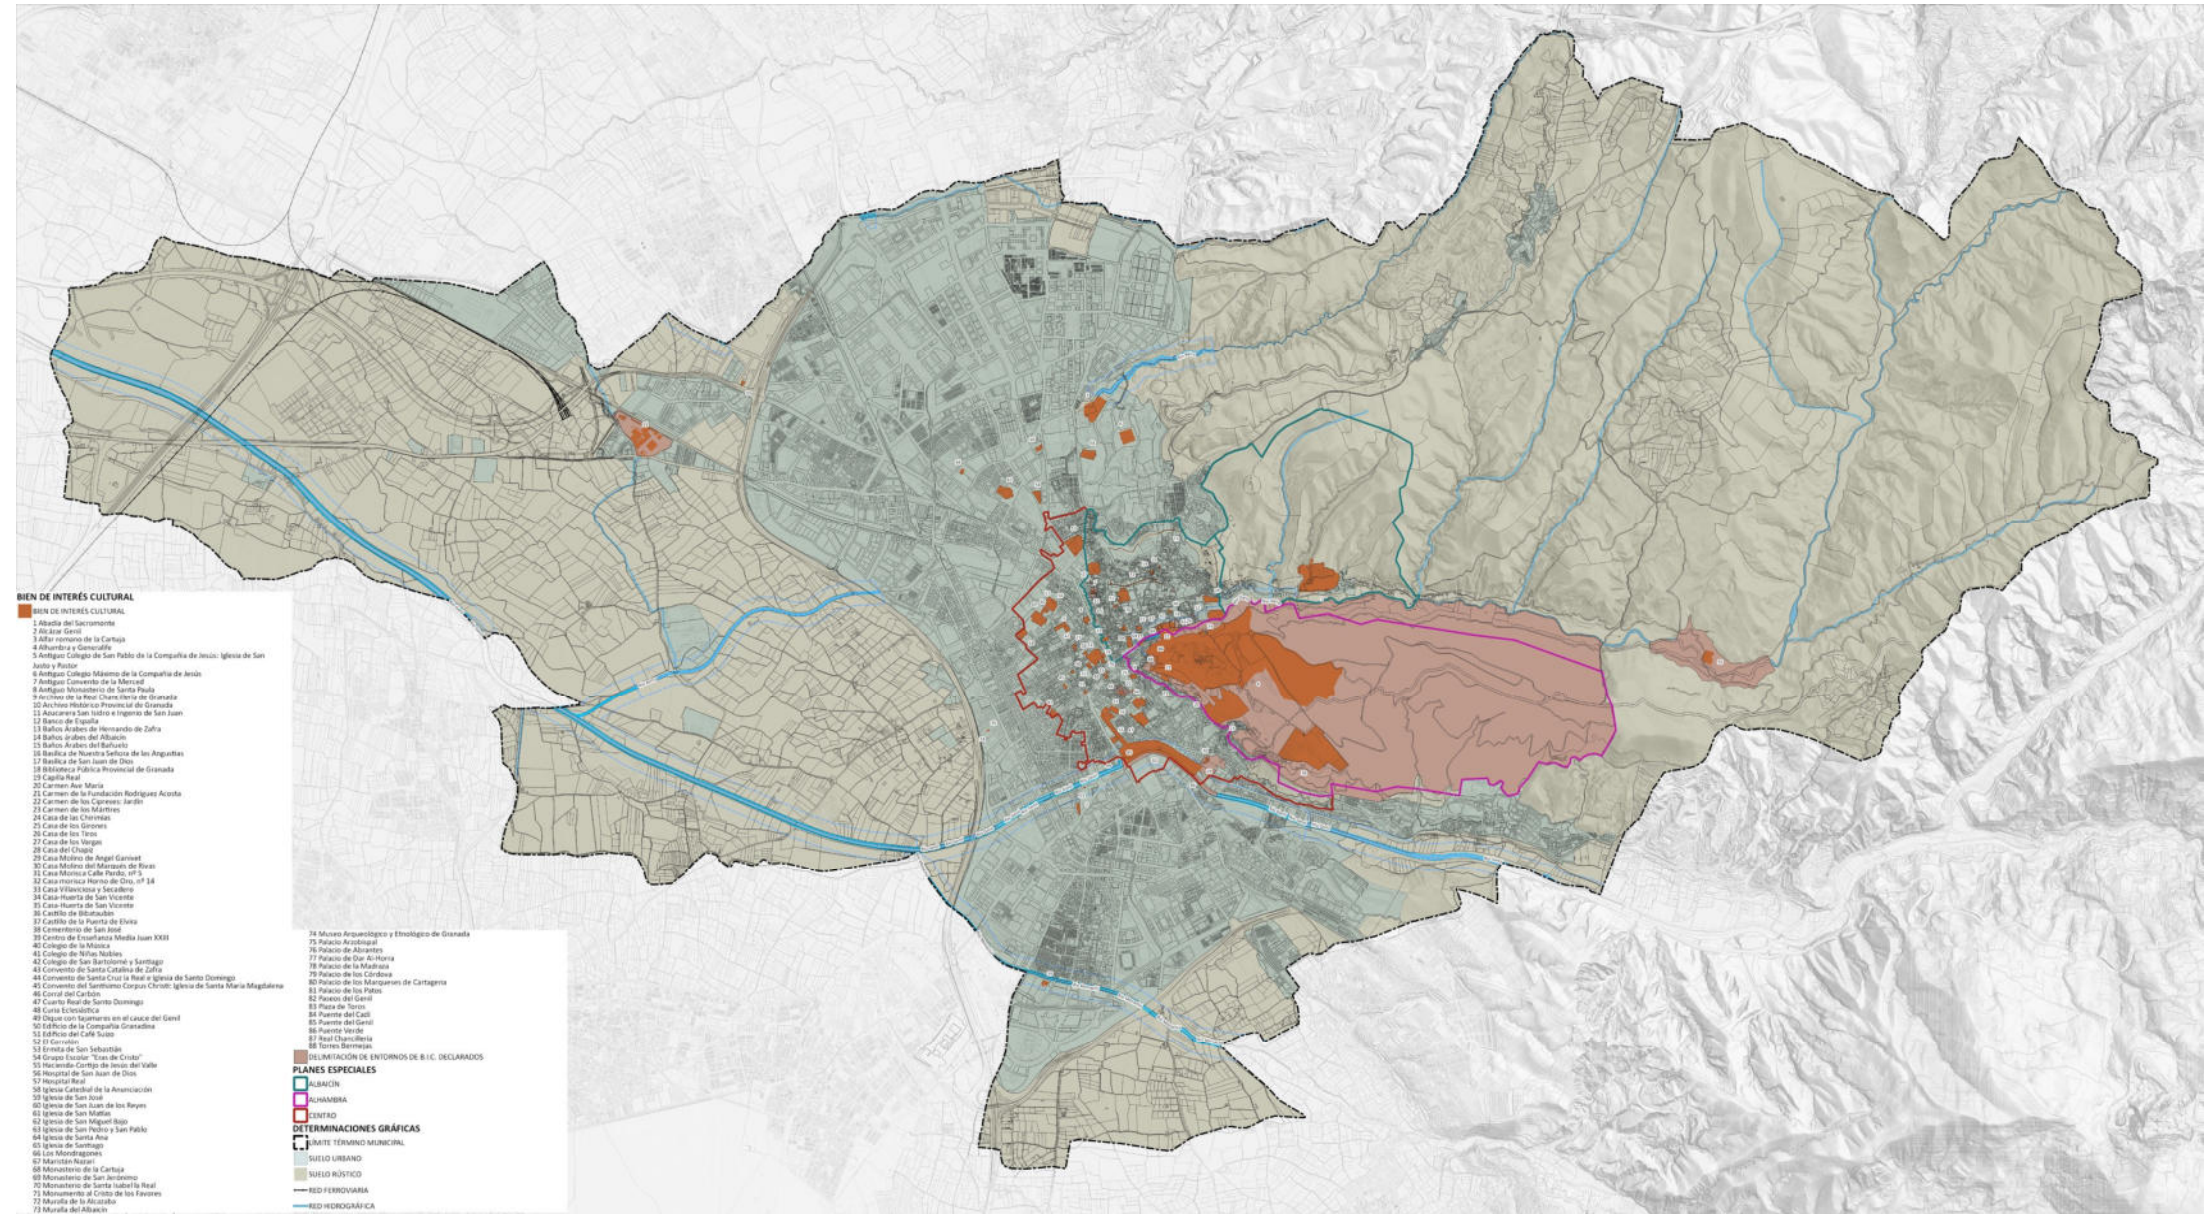 BIEN DE INTERÉS CULTURAL
BIEN DE INTERÉS CULTURAL
1 Abadía del Sacromonte
2 Alcázar Genil
3 Alfar romano de la Cartuja
4 Alhambra y Generalife
5 Antiguo Colegio de San Pablo de la Compañía de Jesús: Iglesia de San
Justo y Pastor
6 Antiguo Colegio Máximo de la Compañía de Jesús
7 Antiguo Convento de la Merced
8 Antiguo Monasterio de Santa Paula
9 Archivo de la Real Chancillería de Granada
10 Archivo Histórico Provincial de Granada
11 Azucarera San Isidro e Ingenio de San Juan
12 Banco de España
13 Baños Árabes de Hernando de Zafra
14 Baños árabes del Albaicín
15 Baños Árabes del Bañuelo
16 Basílica de Nuestra Señora de las Angustias
17 Basílica de San Juan de Dios
18 Biblioteca Pública Provincial de Granada
19 Capilla Real
20 Carmen Ave María
21 Carmen de la Fundación Rodríguez Acosta
22 Carmen de los Cipreses: Jardín
23 Carmen de los Mártires
24 Casa de las Chirimías
25 Casa de los Girones
26 Casa de los Tiros
27 Casa de los Vargas
28 Casa del Chapiz
29 Casa Molino de Angel Ganivet
30 Casa Molino del Marqués de Rivas
31 Casa Morisca Calle Pardo, nº 5
32 Casa morisca Horno de Oro, nº 14
33 Casa Villaviciosa y Secadero
34 Casa-Huerta de San Vicente
35 Casa-Huerta de San Vicente
36 Castillo de Bibataubín
37 Castillo de la Puerta de Elvira
38 Cementerio de San José
39 Centro de Enseñanza Media Juan XXIII
40 Colegio de la Música
41 Colegio de Niñas Nobles
42 Colegio de San Bartolomé y Santiago
43 Convento de Santa Catalina de Zafra
44 Convento de Santa Cruz la Real e Iglesia de Santo Domingo
45 Convento del Santísimo Corpus Christi: Iglesia de Santa María Magdalena
46 Corral del Carbón
47 Cuarto Real de Santo Domingo
48 Curia Eclesiástica
49 Dique con tajamares en el cauce del Genil
50 Edificio de la Compañía Granadina
51 Edificio del Café Suizo
52 El Corralón
53 Ermita de San Sebastián
54 Grupo Escolar "Eras de Cristo"
55 Hacienda-Cortijo de Jesús del Valle
56 Hospital de San Juan de Dios
57 Hospital Real
58 Iglesia Catedral de la Anunciación
59 Iglesia de San José
60 Iglesia de San Juan de los Reyes
61 Iglesia de San Matías
62 Iglesia de San Miguel Bajo
63 Iglesia de San Pedro y San Pablo
64 Iglesia de Santa Ana
65 Iglesia de Santiago
66 Los Mondragones
67 Maristán Nazarí
68 Monasterio de la Cartuja
69 Monasterio de San Jerónimo
70 Monasterio de Santa Isabel la Real
71 Monumento al Cristo de los Favores
72 Muralla de la Alcazaba
73 Muralla del Albaicín
74 Museo Arqueológico y Etnológico de Granada
75 Palacio Arzobispal
76 Palacio de Abrantes
77 Palacio de Dar Al-Horra
78 Palacio de la Madraza
79 Palacio de los Córdova
80 Palacio de los Marqueses de Cartagena
81 Palacio de los Patos
82 Paseos del Genil
83 Plaza de Toros
84 Puente del Cadí
85 Puente del Genil
86 Puente Verde
87 Real Chancillería
88 Torres Bermejas
DELIMITACIÓN DE ENTORNOS DE B.I.C. DECLARADOS
PLANES ESPECIALES
ALBAICÍN
ALHAMBRA
CENTRO
DETERMINACIONES GRÁFICAS
LÍMITE TÉRMINO MUNICIPAL
SUELO URBANO
SUELO RÚSTICO
RED FERROVIARIA
RED HIDROGRÁFICA